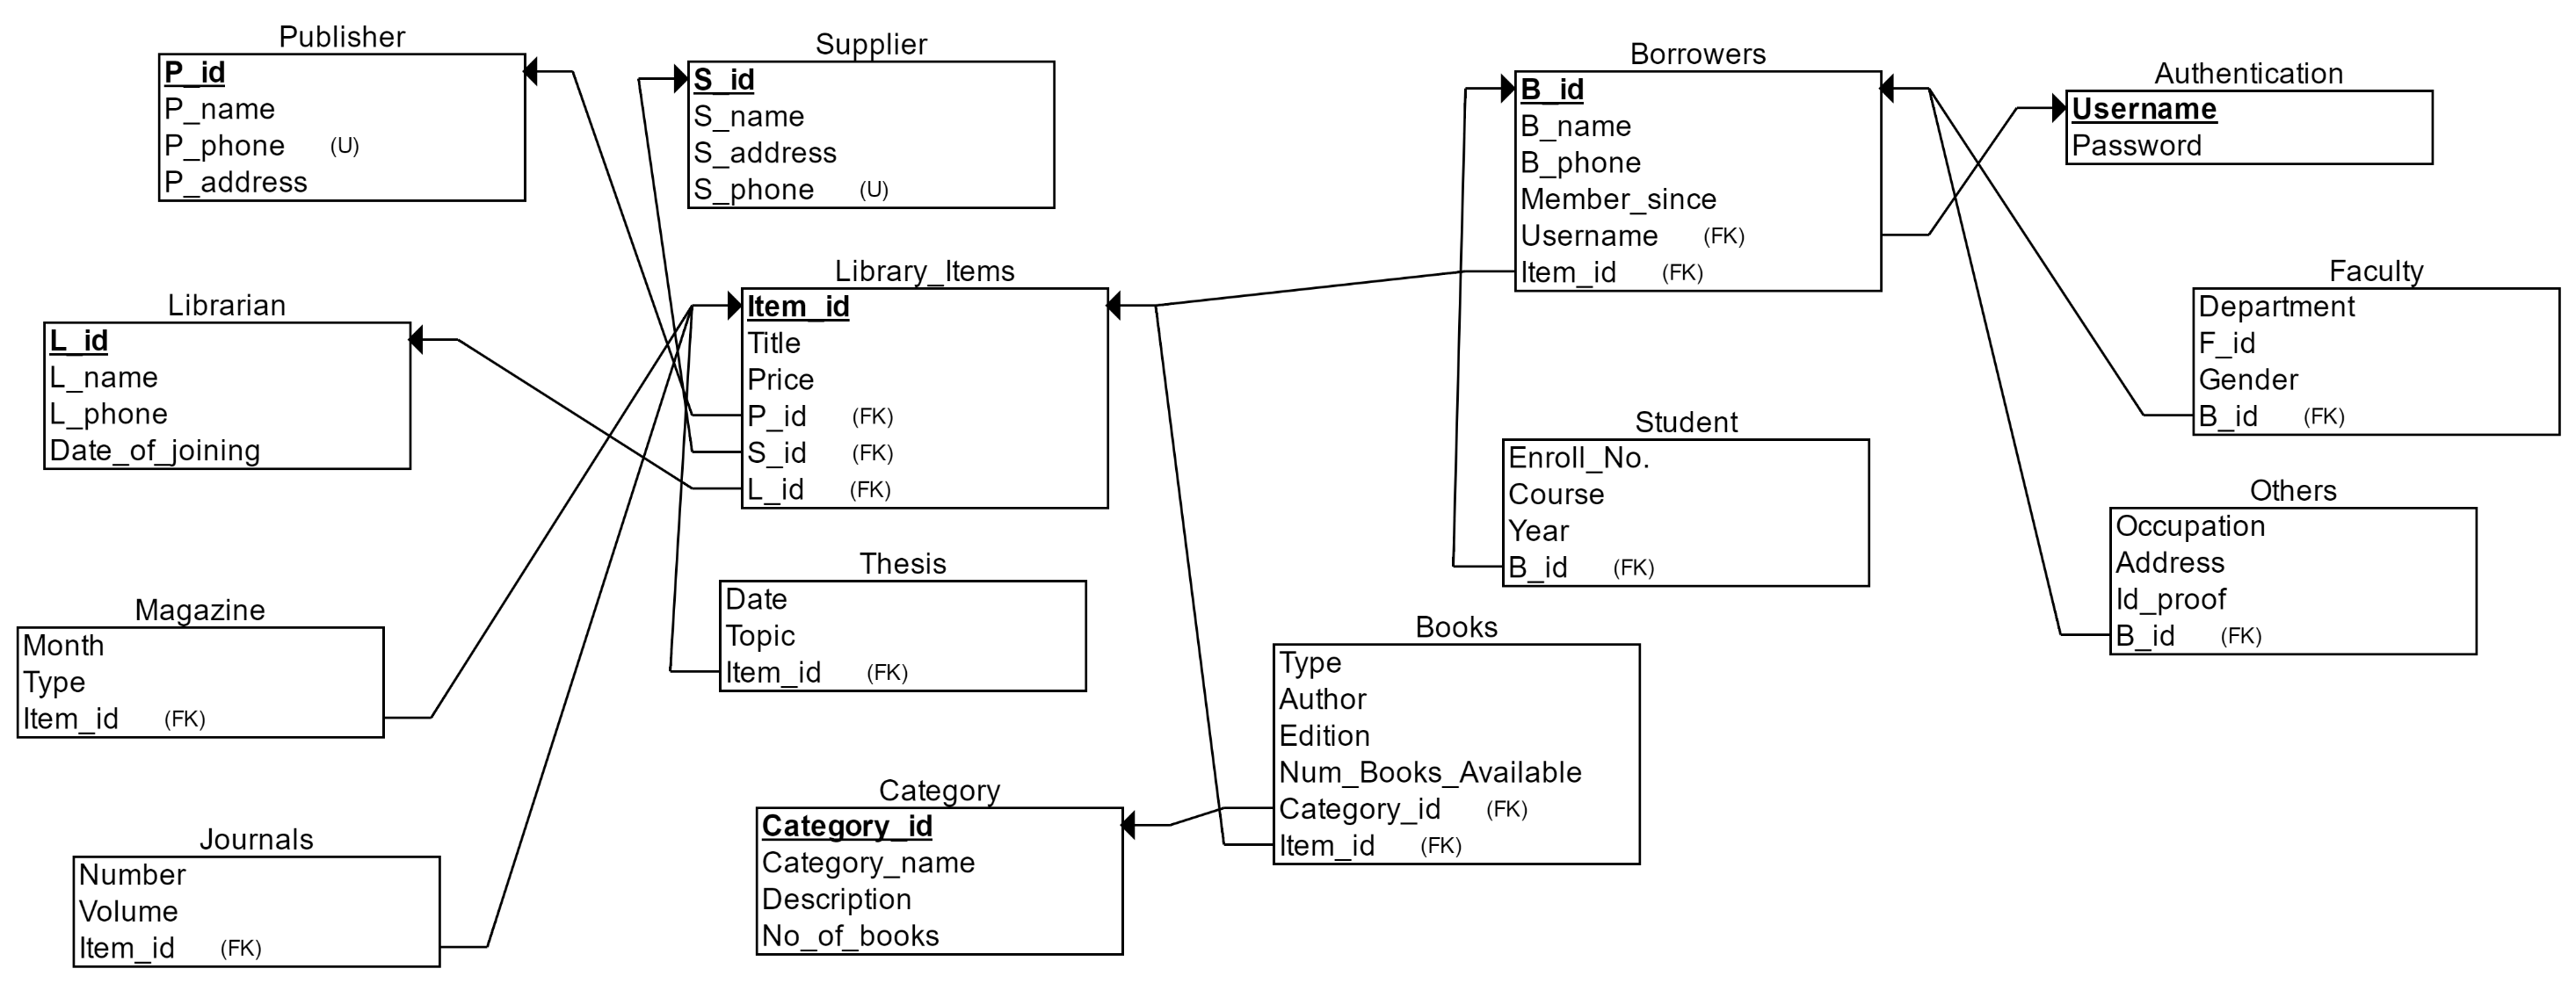 Publisher
P_id
P_name
P_phone (U)
P_address
Supplier
S_id
S_name
S_address
S_phone (U)
Borrowers
B_id
B_name
B_phone
Member_since
Username (FK)
Item_id (FK)
Authentication
Username
Password
Librarian
L_id
L_name
L_phone
Date_of_joining
Library_Items
Item_id
Title
Price
P_id (FK)
S_id (FK)
L_id (FK)
Faculty
Department
F_id
Gender
B_id (FK)
Student
Enroll_No.
Course
Year
B_id (FK)
Others
Occupation
Address
Id_proof
B_id (FK)
Thesis
Date
Topic
Item_id (FK)
Magazine
Month
Type
Item_id (FK)
Books
Type
Author
Edition
Num_Books_Available
Category_id (FK)
Item_id (FK)
Category
Category_id
Category_name
Description
No_of_books
Journals
Number
Volume
Item_id (FK)